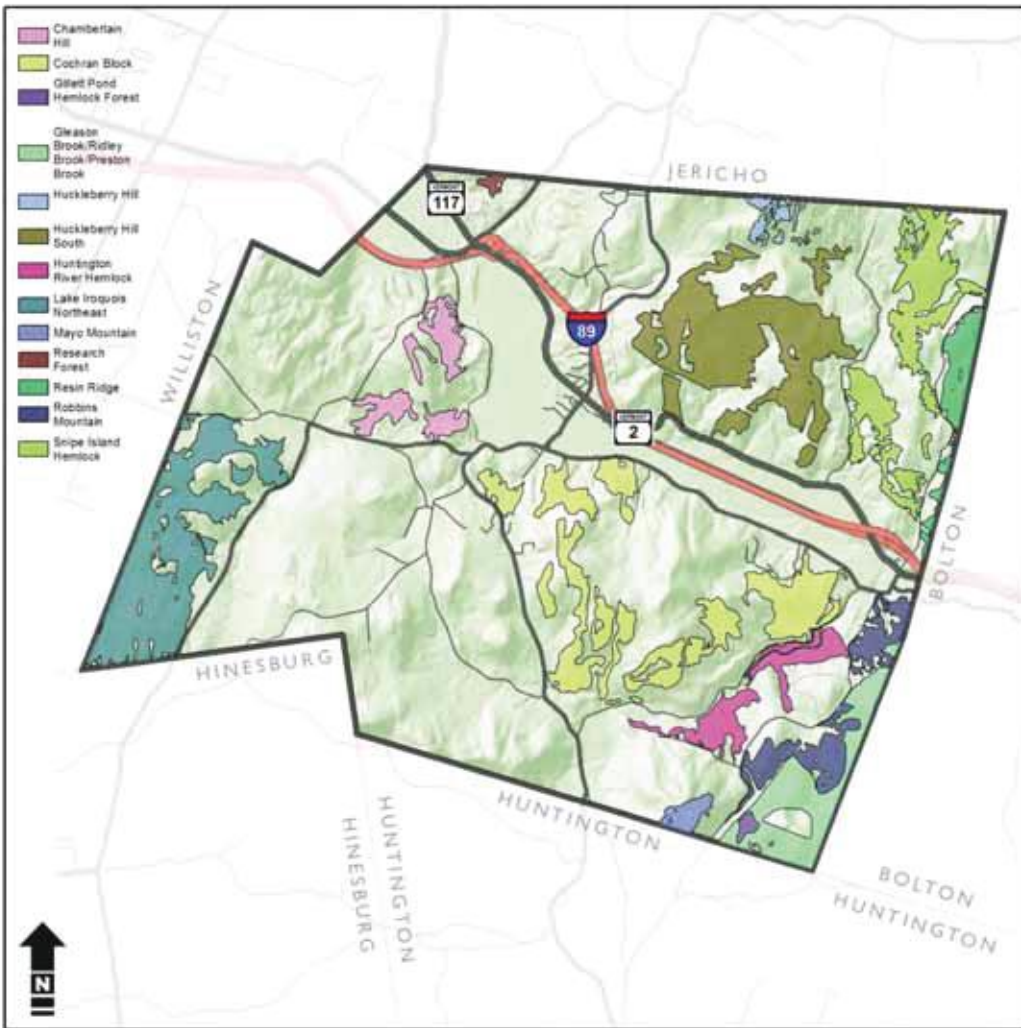 Chamberlain
Hill
Cochran Block
Gillett Pond
Hemlock Forest
Gleason
Brook/Ridley
Brook/Preston
Brook
Huckleberry Hill
Huckleberry Hill
South
Huntington
River Hemlock
Lake Iroquois
Northeast
Mayo Mountain
Research
Forest
Resin Ridge
Robbins
Mountain
Snipe Island
Hemlock
JERICHO
VERMONT
117
WILLISTON
89
VERMONT
2
BOLTON
HINESBURG
HUNTINGTON
HUNTINGTON
HINESBURG
BOLTON
HUNTINGTON
N